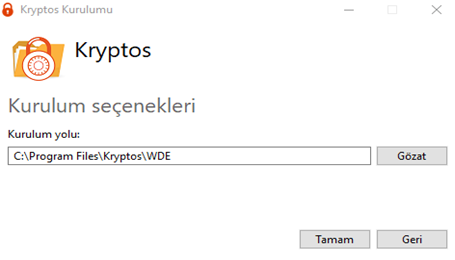 Kryptos Kurulumu
Kryptos
Kurulum seçenekleri
Kurulum yolu:
C:\Program Files\Kryptos\WDE
Gözat
Tamam
Geri